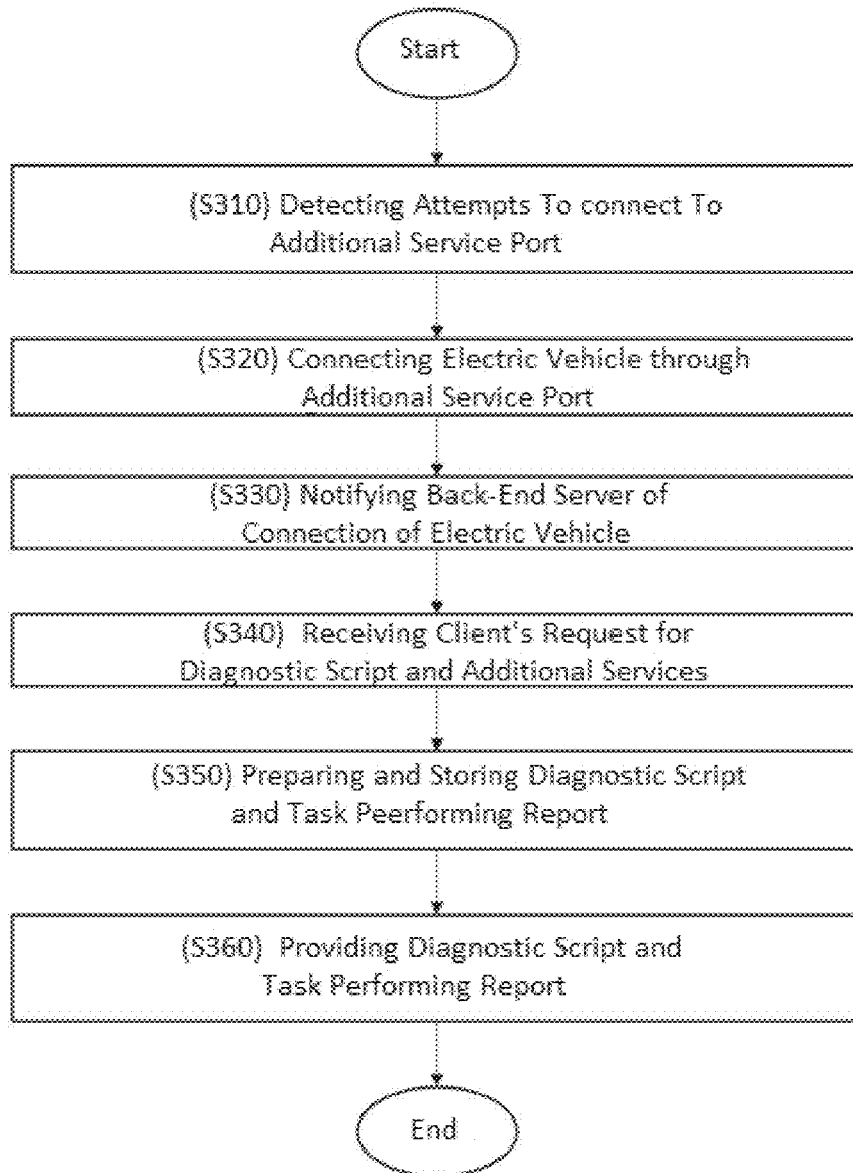 Start
(S310) Detecting Attempts To connect To
Additional Service Port
(S320) Connecting Electric Vehicle through
Additional Service Port
(S330) Notifying Back-End Server of
Connection of Electric Vehicle
(S340) Receiving Client's Request for
Diagnostic Script and Additional Services
(S350) Preparing and Storing Diagnostic Script
and Task Peerforming Report
(S360) Providing Diagnostic Script and
Task Performing Report
End